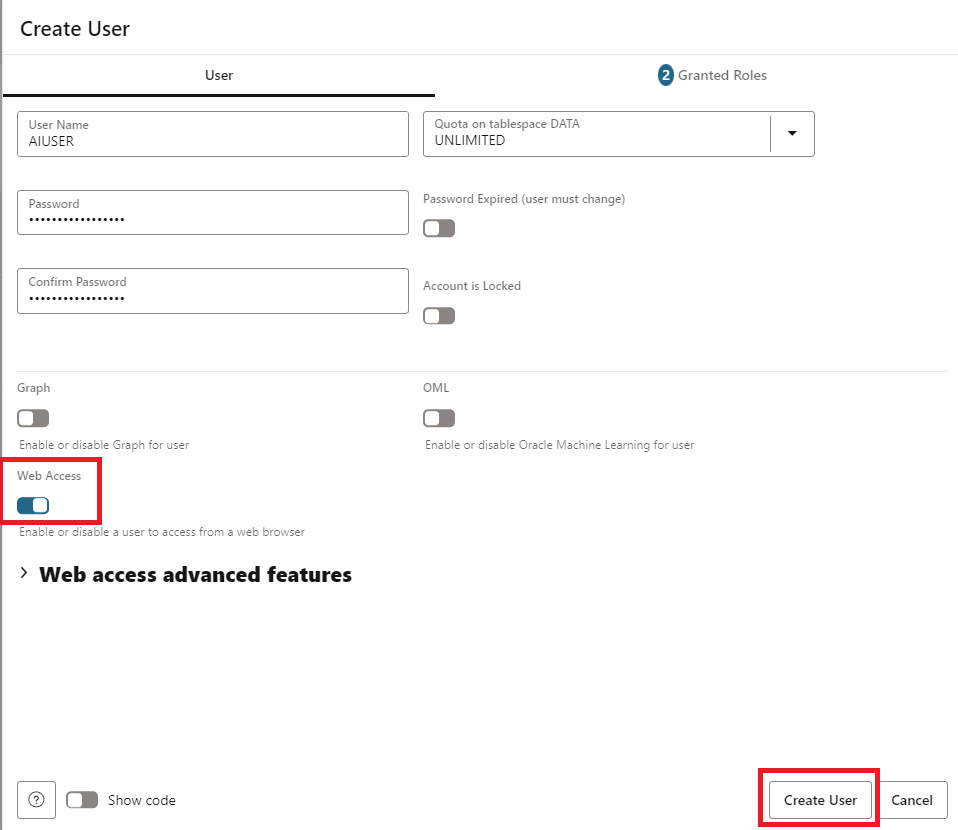 Create User
User
2 Granted Roles
User Name
AIUSER
Quota on tablespace DATA
UNLIMITED
Password
•••••••••••••••••
Password Expired (user must change)
Confirm Password
•••••••••••••••••
Account is Locked
Graph
OML
Enable or disable Graph for user
Enable or disable Oracle Machine Learning for user
Web Access
Enable or disable a user to access from a web browser
Web access advanced features
?
Show code
Create User
Cancel